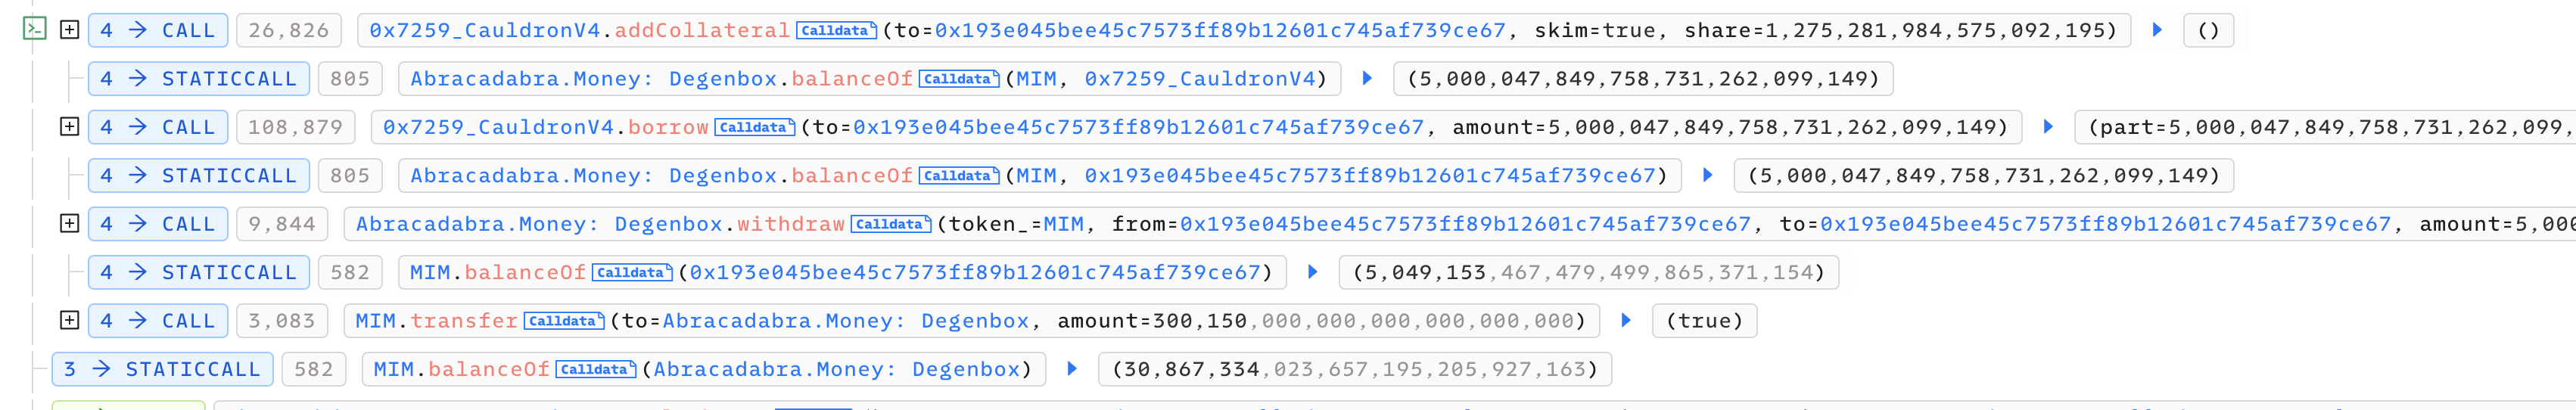 4 → CALL 26,826 0x7259_CauldronV4.addCollateral Calldata (to=0x193e045bee45c7573ff89b12601c745af739ce67, skim=true, share=1,275,281,984,575,092,195) ()
4 → STATICCALL 805 Abracadabra.Money: Degenbox.balanceOf Calldata (MIM, 0x7259_CauldronV4) (5,000,047,849,758,731,262,099,149)
4 → CALL 108,879 0x7259_CauldronV4.borrow Calldata (to=0x193e045bee45c7573ff89b12601c745af739ce67, amount=5,000,047,849,758,731,262,099,149) (part=5,000,047,849,758,731,262,099,
4 → STATICCALL 805 Abracadabra.Money: Degenbox.balanceOf Calldata (MIM, 0x193e045bee45c7573ff89b12601c745af739ce67) (5,000,047,849,758,731,262,099,149)
4 → CALL 9,844 Abracadabra.Money: Degenbox.withdraw Calldata (token_=MIM, from=0x193e045bee45c7573ff89b12601c745af739ce67, to=0x193e045bee45c7573ff89b12601c745af739ce67, amount=5,000
4 → STATICCALL 582 MIM.balanceOf Calldata (0x193e045bee45c7573ff89b12601c745af739ce67) (5,049,153,467,479,499,865,371,154)
4 → CALL 3,083 MIM.transfer Calldata (to=Abracadabra.Money: Degenbox, amount=300,150,000,000,000,000,000,000) (true)
3 → STATICCALL 582 MIM.balanceOf Calldata (Abracadabra.Money: Degenbox) (30,867,334,023,657,195,205,927,163)